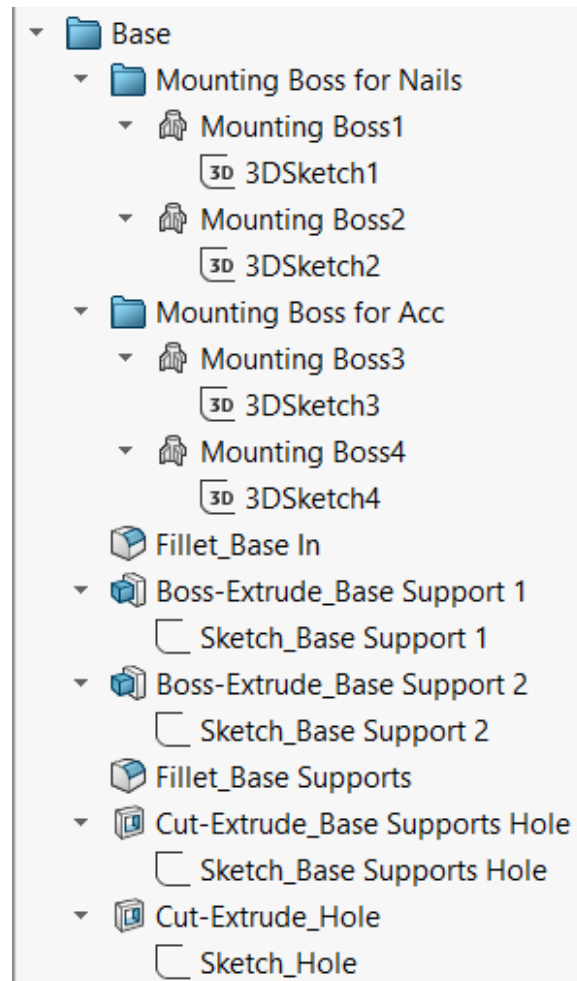 Base
Mounting Boss for Nails
Mounting Boss1
3D 3DSketch1
Mounting Boss2
3D 3DSketch2
Mounting Boss for Acc
Mounting Boss3
3D 3DSketch3
Mounting Boss4
3D 3DSketch4
Fillet_Base In
Boss-Extrude_Base Support 1
Sketch_Base Support 1
Boss-Extrude_Base Support 2
Sketch_Base Support 2
Fillet_Base Supports
Cut-Extrude_Base Supports Hole
Sketch_Base Supports Hole
Cut-Extrude_Hole
Sketch_Hole